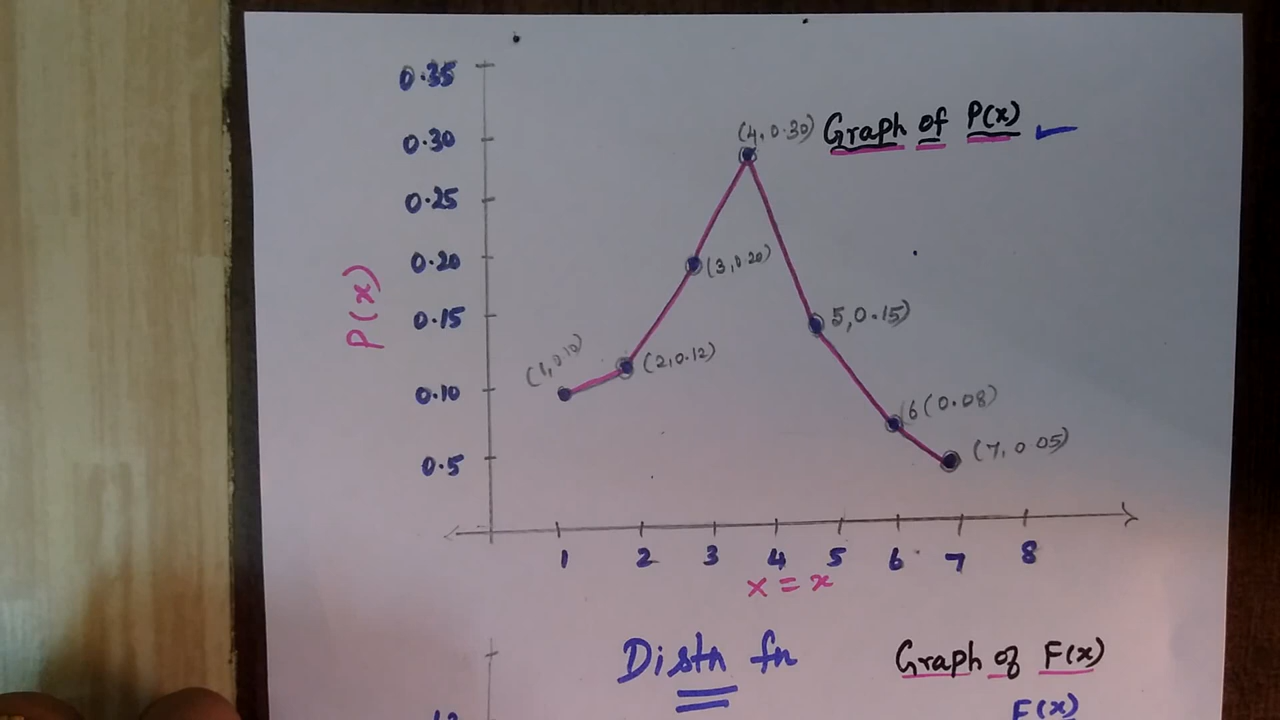 0.35
(4, 0.30) Graph of P(x)
0.30
0.25
0.20
(3, 0.20)
P(x)
0.15
5, 0.15)
(1, 0.10)
(2, 0.12)
0.10
6(0.08)
(7, 0.05)
0.5
1 2 3 4 5 6 7 8
x = x
Distn fn Graph of F(x)
F(x)